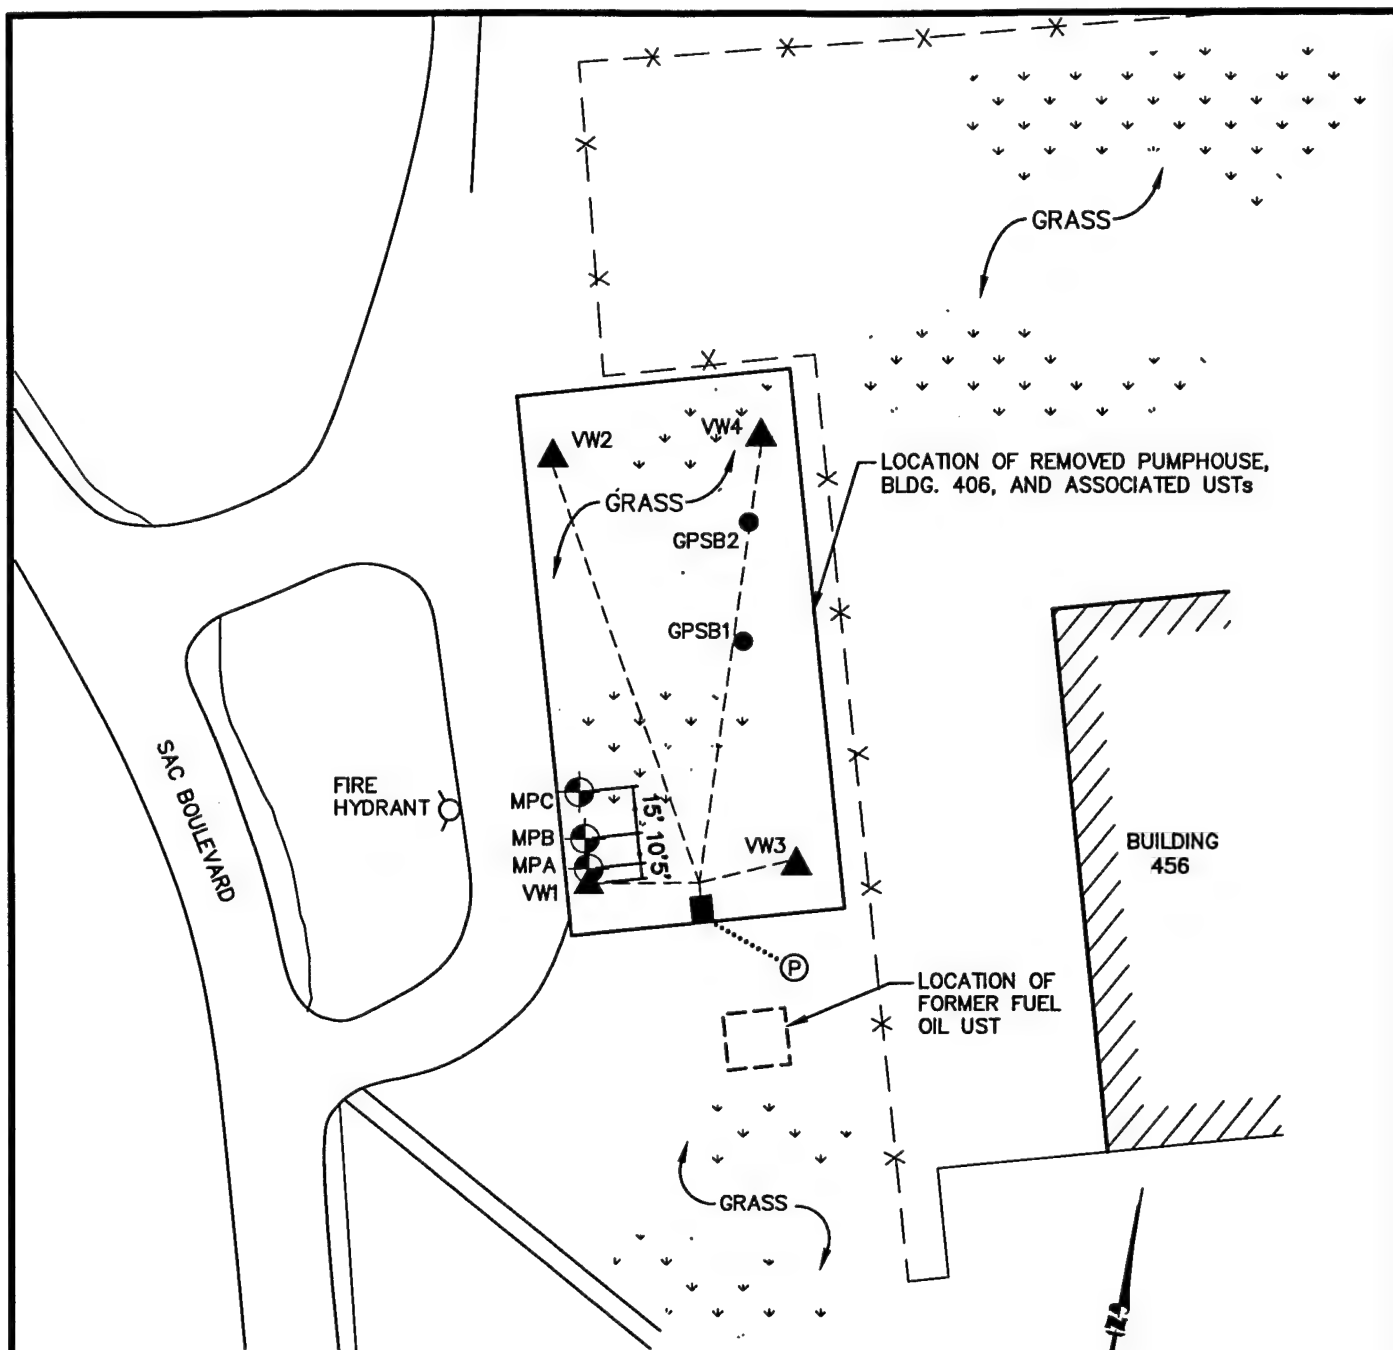 GRASS
VW2
VW4
LOCATION OF REMOVED PUMPHOUSE,
BLDG. 406, AND ASSOCIATED USTs
GRASS
GPSB2
GPSB1
SAC BOULEVARD
FIRE
HYDRANT
MPC
MPB
MPA
VW1
15'
10'
5'
VW3
BUILDING
456
P
LOCATION OF
FORMER FUEL
OIL UST
GRASS
N